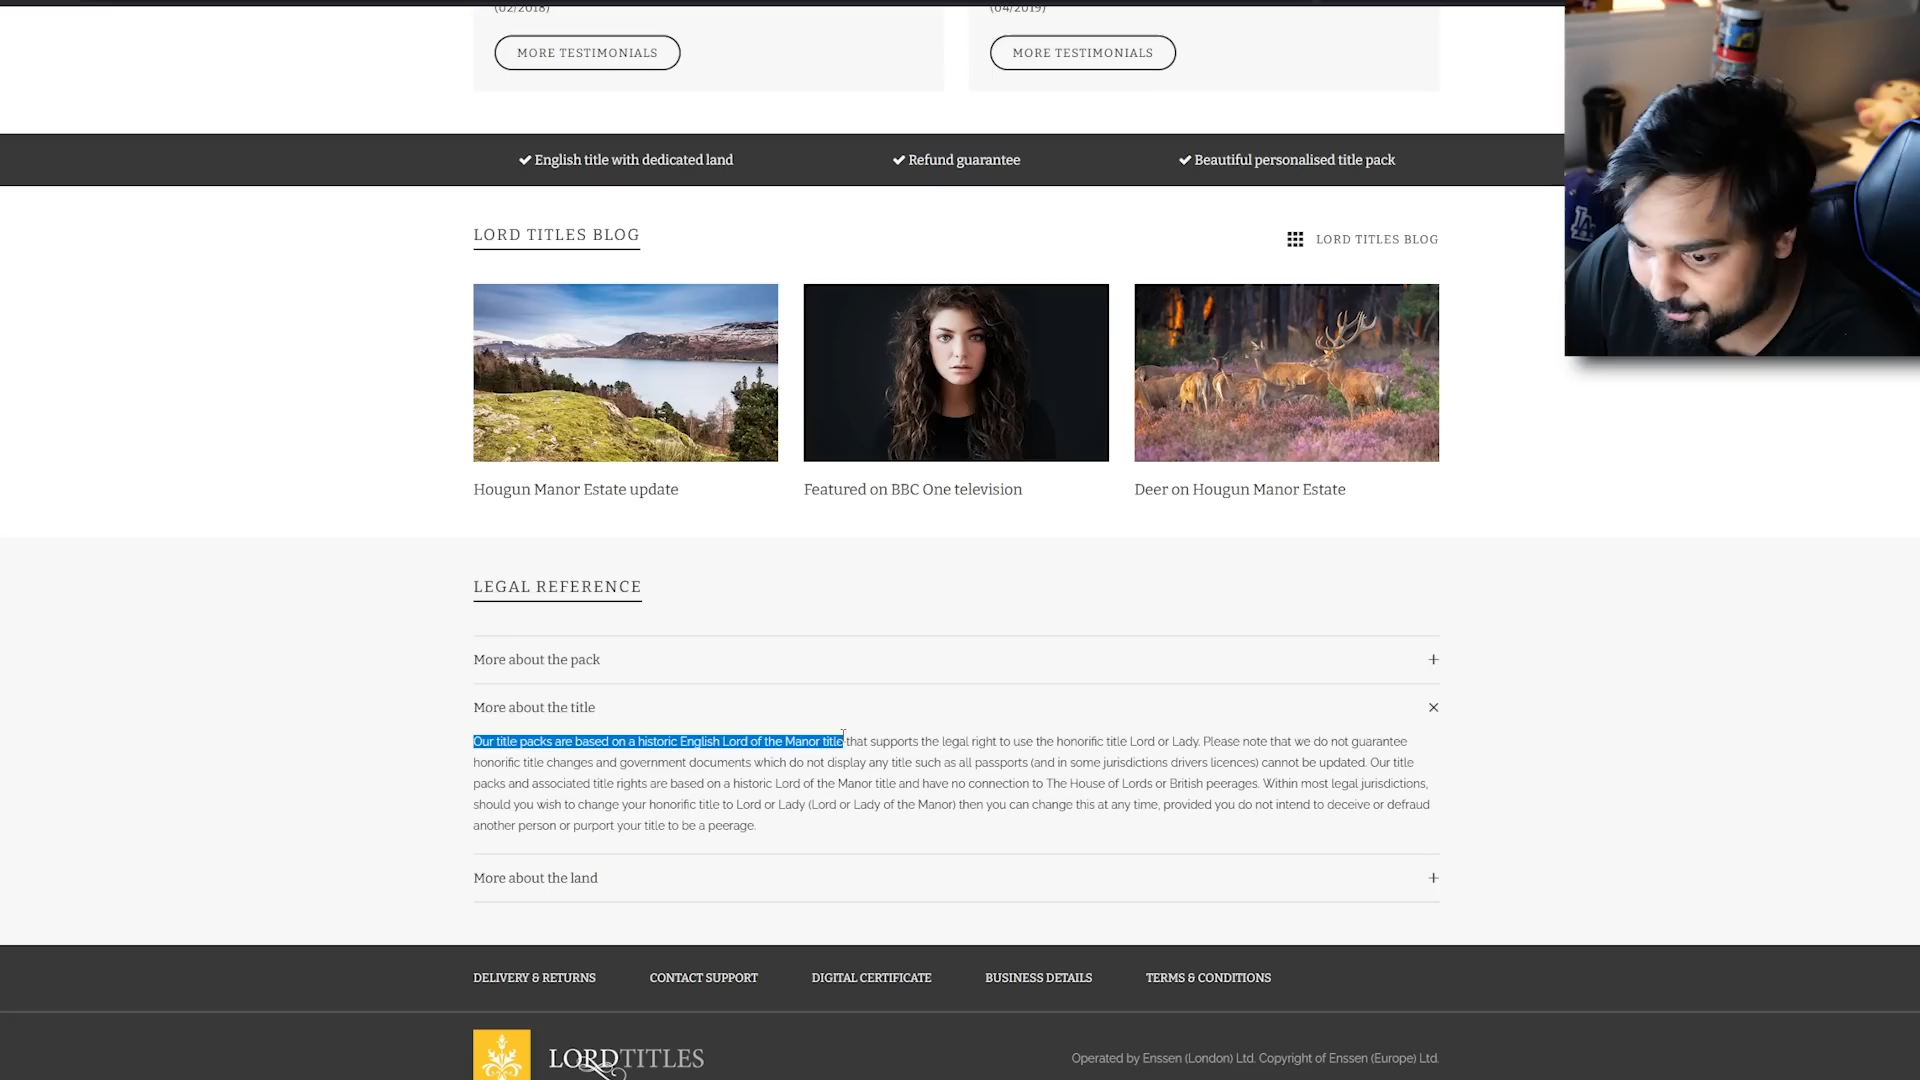 (02/2018)
(04/2019)
MORE TESTIMONIALS
MORE TESTIMONIALS
English title with dedicated land
Refund guarantee
Beautiful personalised title pack
LORD TITLES BLOG
LORD TITLES BLOG
Hougun Manor Estate update
Featured on BBC One television
Deer on Hougun Manor Estate
LEGAL REFERENCE
More about the pack
More about the title
Our title packs are based on a historic English Lord of the Manor title that supports the legal right to use the honorific title Lord or Lady. Please note that we do not guarantee
honorific title changes and government documents which do not display any title such as all passports (and in some jurisdictions drivers licences) cannot be updated. Our title
packs and associated title rights are based on a historic Lord of the Manor title and have no connection to The House of Lords or British peerages. Within most legal jurisdictions,
should you wish to change your honorific title to Lord or Lady (Lord or Lady of the Manor) then you can change this at any time, provided you do not intend to deceive or defraud
another person or purport your title to be a peerage.
More about the land
DELIVERY & RETURNS
CONTACT SUPPORT
DIGITAL CERTIFICATE
BUSINESS DETAILS
TERMS & CONDITIONS
LORDTITLES
Operated by Enssen (London) Ltd. Copyright of Enssen (Europe) Ltd.
LA